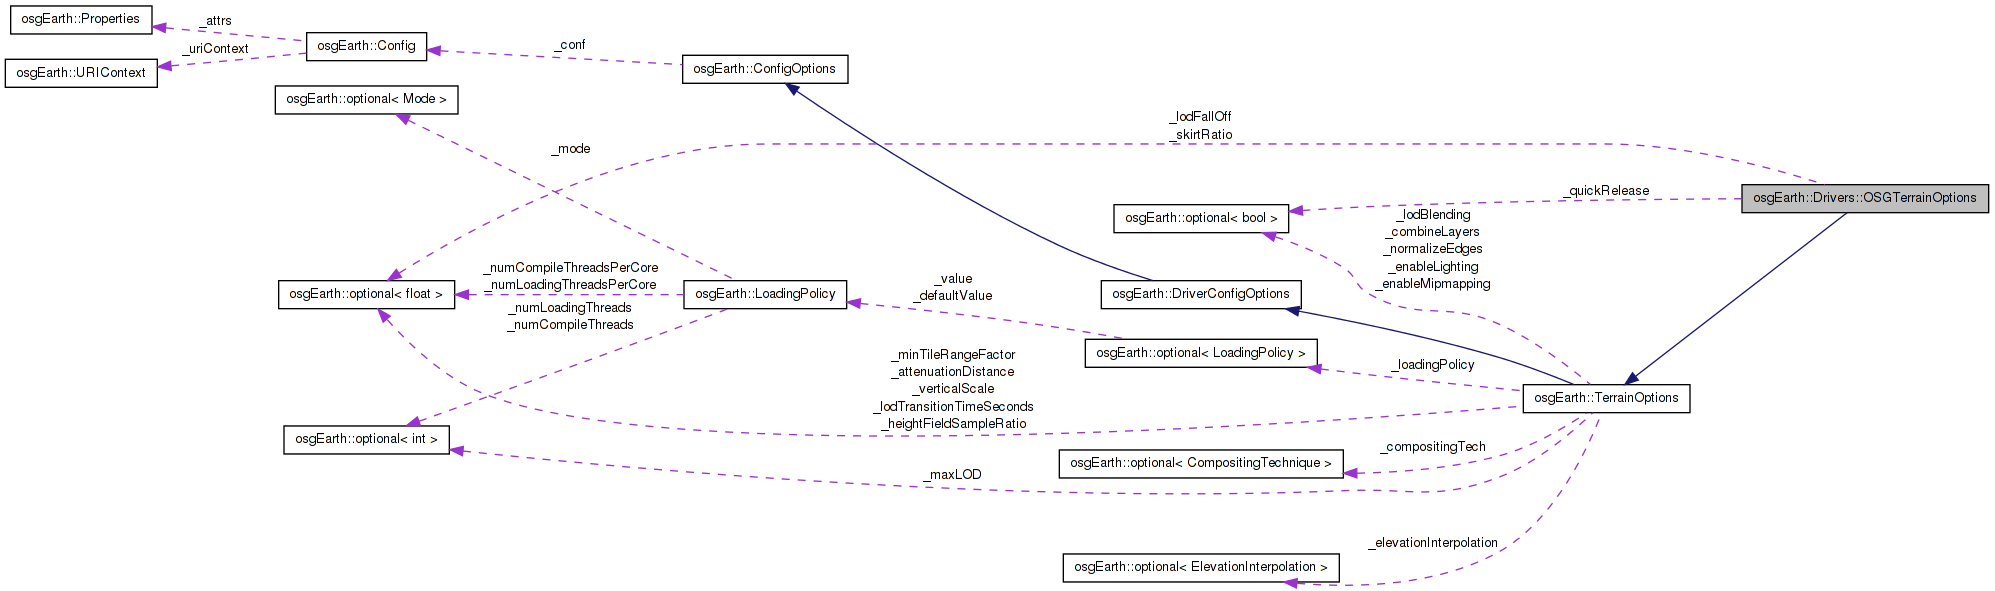 osgEarth::Properties
_attrs
osgEarth::Config
_uriContext
osgEarth::URIContext
_conf
osgEarth::ConfigOptions
osgEarth::optional< Mode >
_mode
_lodFallOff
_skirtRatio
osgEarth::Drivers::OSGTerrainOptions
_quickRelease
osgEarth::optional< bool >
_lodBlending
_combineLayers
_normalizeEdges
_enableLighting
_enableMipmapping
osgEarth::optional< float >
_numCompileThreadsPerCore
_numLoadingThreadsPerCore
osgEarth::LoadingPolicy
_value
_defaultValue
osgEarth::DriverConfigOptions
_numLoadingThreads
_numCompileThreads
osgEarth::optional< LoadingPolicy >
_loadingPolicy
_minTileRangeFactor
_attenuationDistance
_verticalScale
_lodTransitionTimeSeconds
_heightFieldSampleRatio
osgEarth::TerrainOptions
osgEarth::optional< int >
_maxLOD
osgEarth::optional< CompositingTechnique >
_compositingTech
_elevationInterpolation
osgEarth::optional< ElevationInterpolation >